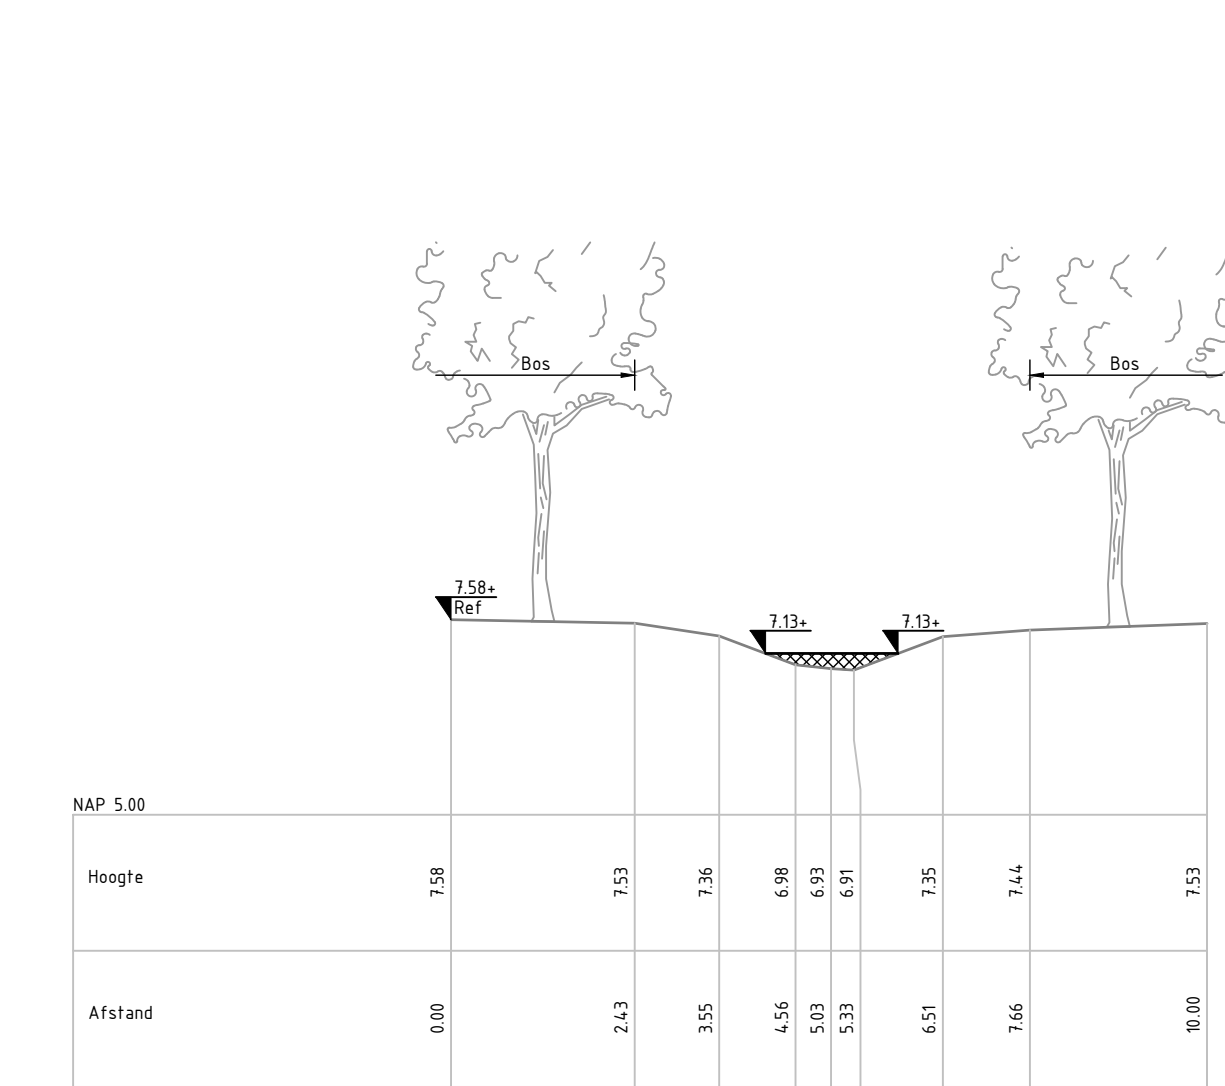 Bos
Bos
7.58+
Ref
7.13+
7.13+
NAP 5.00
Hoogte 7.58 7.53 7.36 6.98 6.93 6.91 7.35 7.44 7.53
Afstand 0.00 2.43 3.55 4.56 5.03 5.33 6.51 7.66 10.00